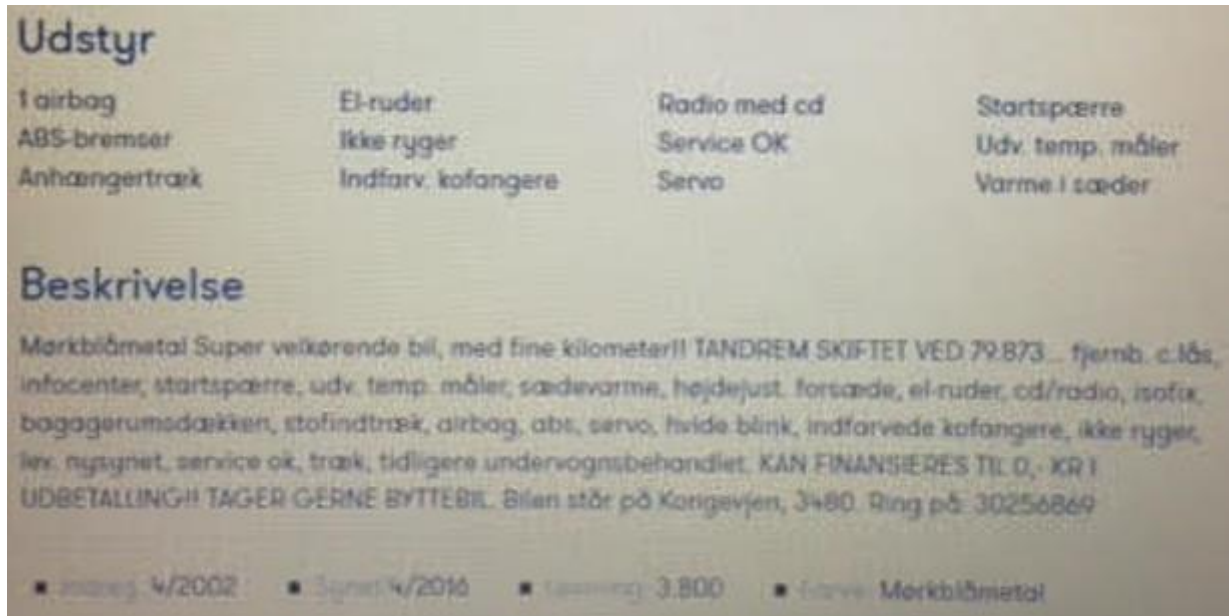 Udstyr
1 airbag El-ruder Radio med cd Startspærre
ABS-bremser Ikke ryger Service OK Udv. temp. måler
Anhængertræk Indfarv. kofangere Servo Varme i sæder
Beskrivelse
Mørkblåmetal Super velkørende bil, med fine kilometer!! TANDREM SKIFTET VED 79.873... fjernb. c.lås,
infocenter, startspærre, udv. temp. måler, sædevarme, højdejust. forsæde, el-ruder, cd/radio, isofix,
bagagerumsdækken, stofindtræk, airbag, abs, servo, hvide blink, indfarvede kofangere, ikke ryger,
lev. nysynet, service ok, træk, tidligere undervognsbehandlet. KAN FINANSIERES TIL 0,- KR I
UDBETALLING!! TAGER GERNE BYTTEBIL. Bilen står på Kongevjen, 3480. Ring på: 30256869
4/2002 Synet: 4/2016 3.800 Farve: Mørkblåmetal